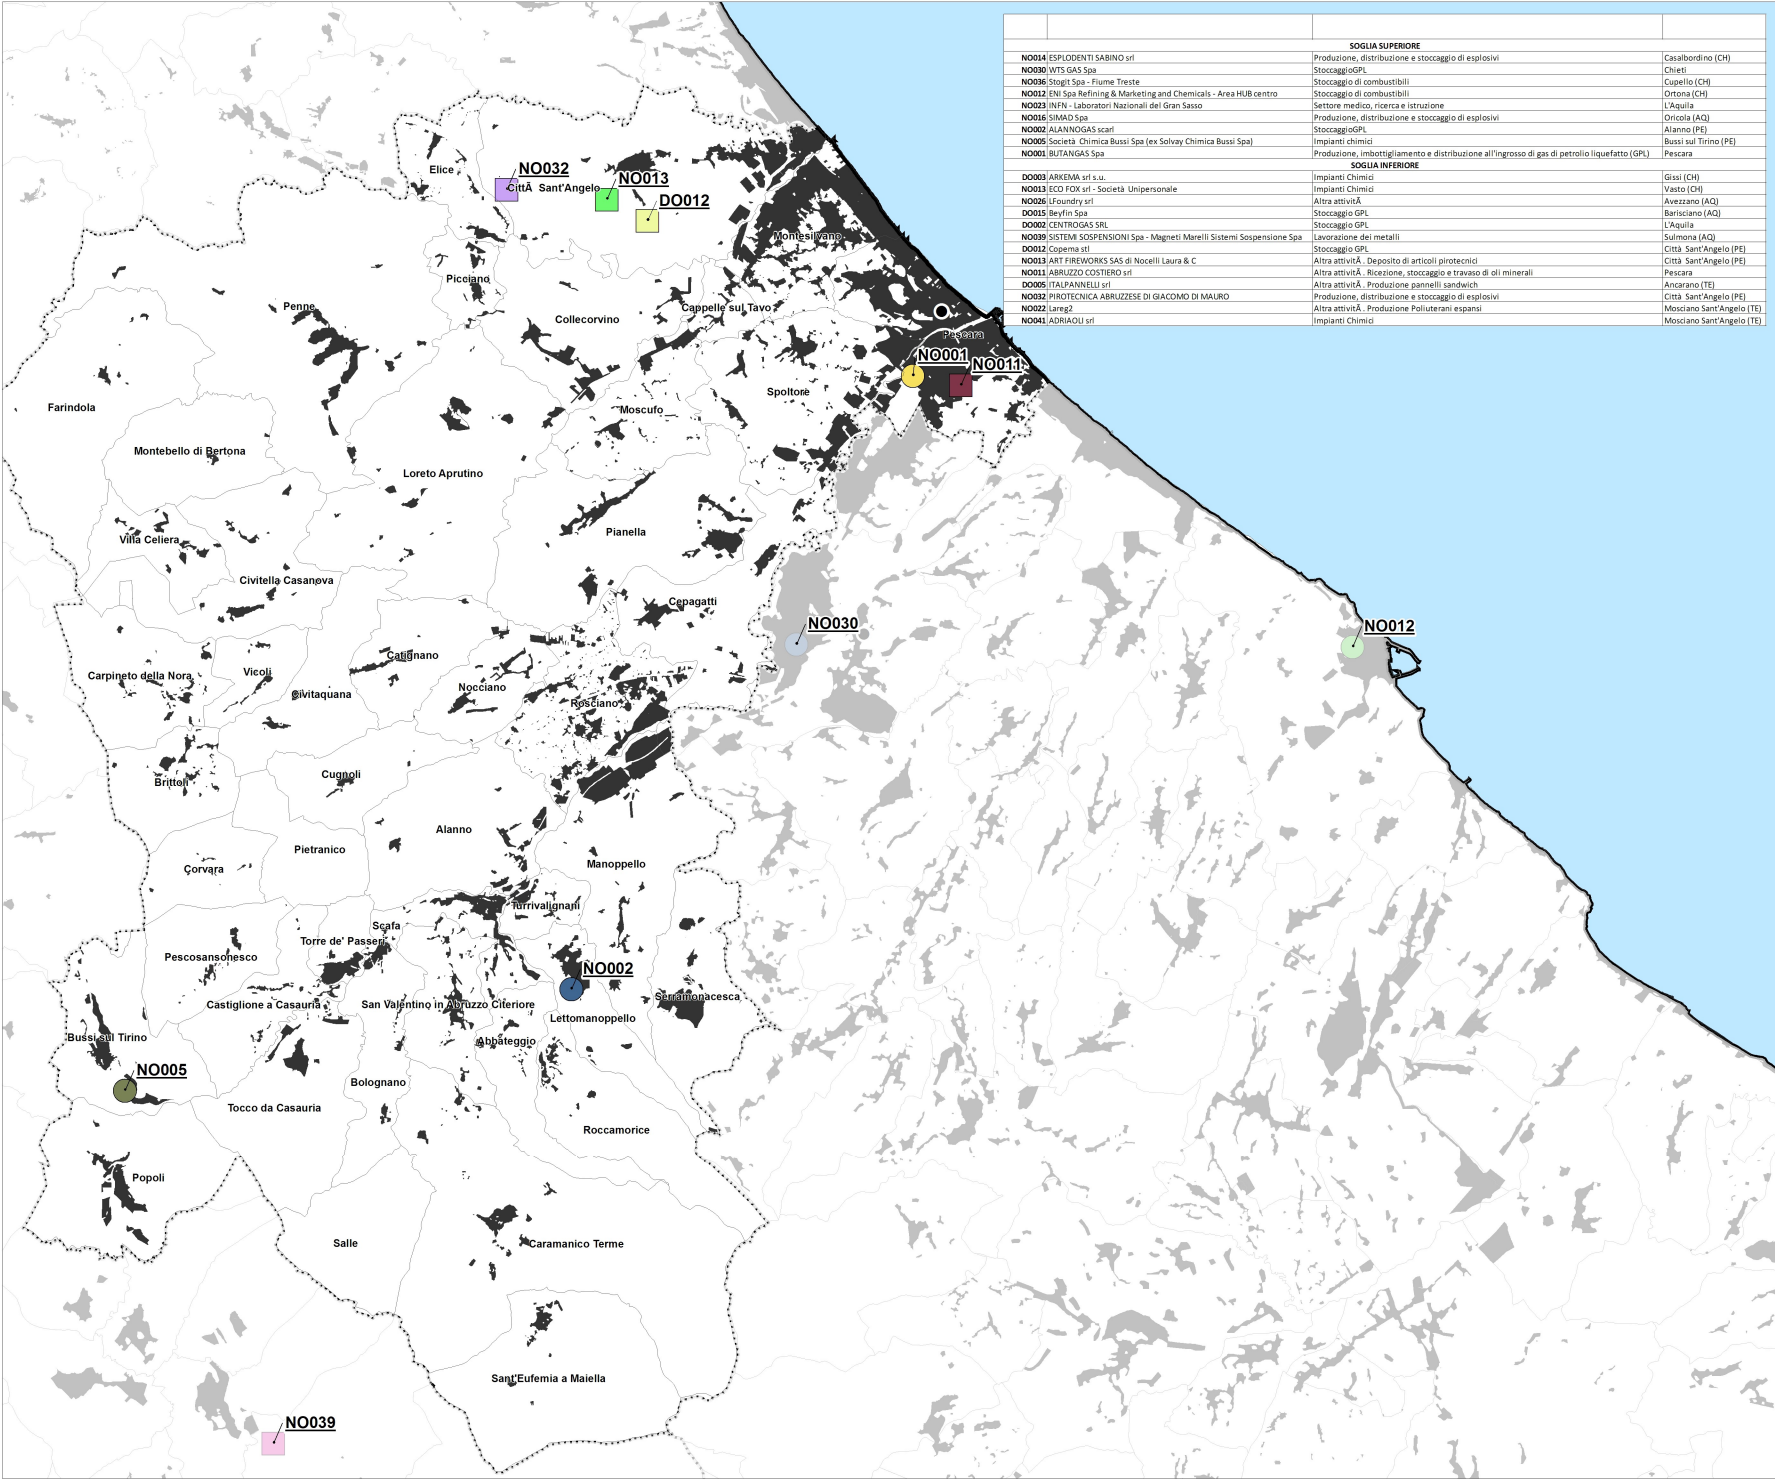 SOGLIA SUPERIORE
NO014 ESPLODENTI SABINO srl Produzione, distribuzione e stoccaggio di esplosivi Casalbordino (CH)
NO030 WTS GAS Spa StoccaggioGPL Chieti
NO036 Stogit Spa - Fiume Treste Stoccaggio di combustibili Cupello (CH)
NO012 ENI Spa Refining & Marketing and Chemicals - Area HUB centro Stoccaggio di combustibili Ortona (CH)
NO023 INFN - Laboratori Nazionali del Gran Sasso Settore medico, ricerca e istruzione L'Aquila
NO016 SIMAD Spa Produzione, distribuzione e stoccaggio di esplosivi Oricola (AQ)
NO002 ALANNOGAS scarl StoccaggioGPL Alanno (PE)
NO005 Società Chimica Bussi Spa (ex Solvay Chimica Bussi Spa) Impianti chimici Bussi sul Tirino (PE)
NO001 BUTANGAS Spa Produzione, imbottigliamento e distribuzione all'ingrosso di gas di petrolio liquefatto (GPL) Pescara
SOGLIA INFERIORE
DO003 ARKEMA srl s.u. Impianti Chimici Gissi (CH)
NO013 ECO FOX srl - Società Unipersonale Impianti Chimici Vasto (CH)
NO026 LFoundry srl Altra attivitÃ Avezzano (AQ)
DO015 Beyfin Spa Stoccaggio GPL Barisciano (AQ)
DO002 CENTROGAS SRL Stoccaggio GPL L'Aquila
NO039 SISTEMI SOSPENSIONI Spa - Magneti Marelli Sistemi Sospensione Spa Lavorazione dei metalli Sulmona (AQ)
DO012 Copema stl Stoccaggio GPL Città Sant'Angelo (PE)
NO013 ART FIREWORKS SAS di Nocelli Laura & C Altra attivitÃ . Deposito di articoli pirotecnici Città Sant'Angelo (PE)
NO011 ABRUZZO COSTIERO srl Altra attivitÃ . Ricezione, stoccaggio e travaso di oli minerali Pescara
DO005 ITALPANNELLI srl Altra attivitÃ . Produzione pannelli sandwich Ancarano (TE)
NO032 PIROTECNICA ABRUZZESE DI GIACOMO DI MAURO Produzione, distribuzione e stoccaggio di esplosivi Città Sant'Angelo (PE)
NO022 Lareg2 Altra attivitÃ . Produzione Poliuterani espansi Mosciano Sant'Angelo (TE)
NO041 ADRIAOLI srl Impianti Chimici Mosciano Sant'Angelo (TE)
Elice
NO032
CittÃ Sant'Angelo
NO013
DO012
Montesilvano
Picciano
Penne
Collecorvino
Cappelle sul Tavo
Pescara
NO001
NO011
Farindola
Spoltore
Moscufo
Montebello di Bertona
Loreto Aprutino
Pianella
Villa Celiera
Civitella Casanova
Cepagatti
NO030
NO012
Catignano
Carpineto della Nora
Vicoli
Civitaquana
Nocciano
Rosciano
Brittoli
Cugnoli
Alanno
Pietranico
Corvara
Manoppello
Turrivalignani
Scafa
Torre de' Passeri
Pescosansonesco
NO002
Serramonacesca
Castiglione a Casauria
San Valentino in Abruzzo Citeriore
Lettomanoppello
Bussi sul Tirino
Abbateggio
NO005
Bolognano
Tocco da Casauria
Roccamorice
Popoli
Salle
Caramanico Terme
Sant'Eufemia a Maiella
NO039